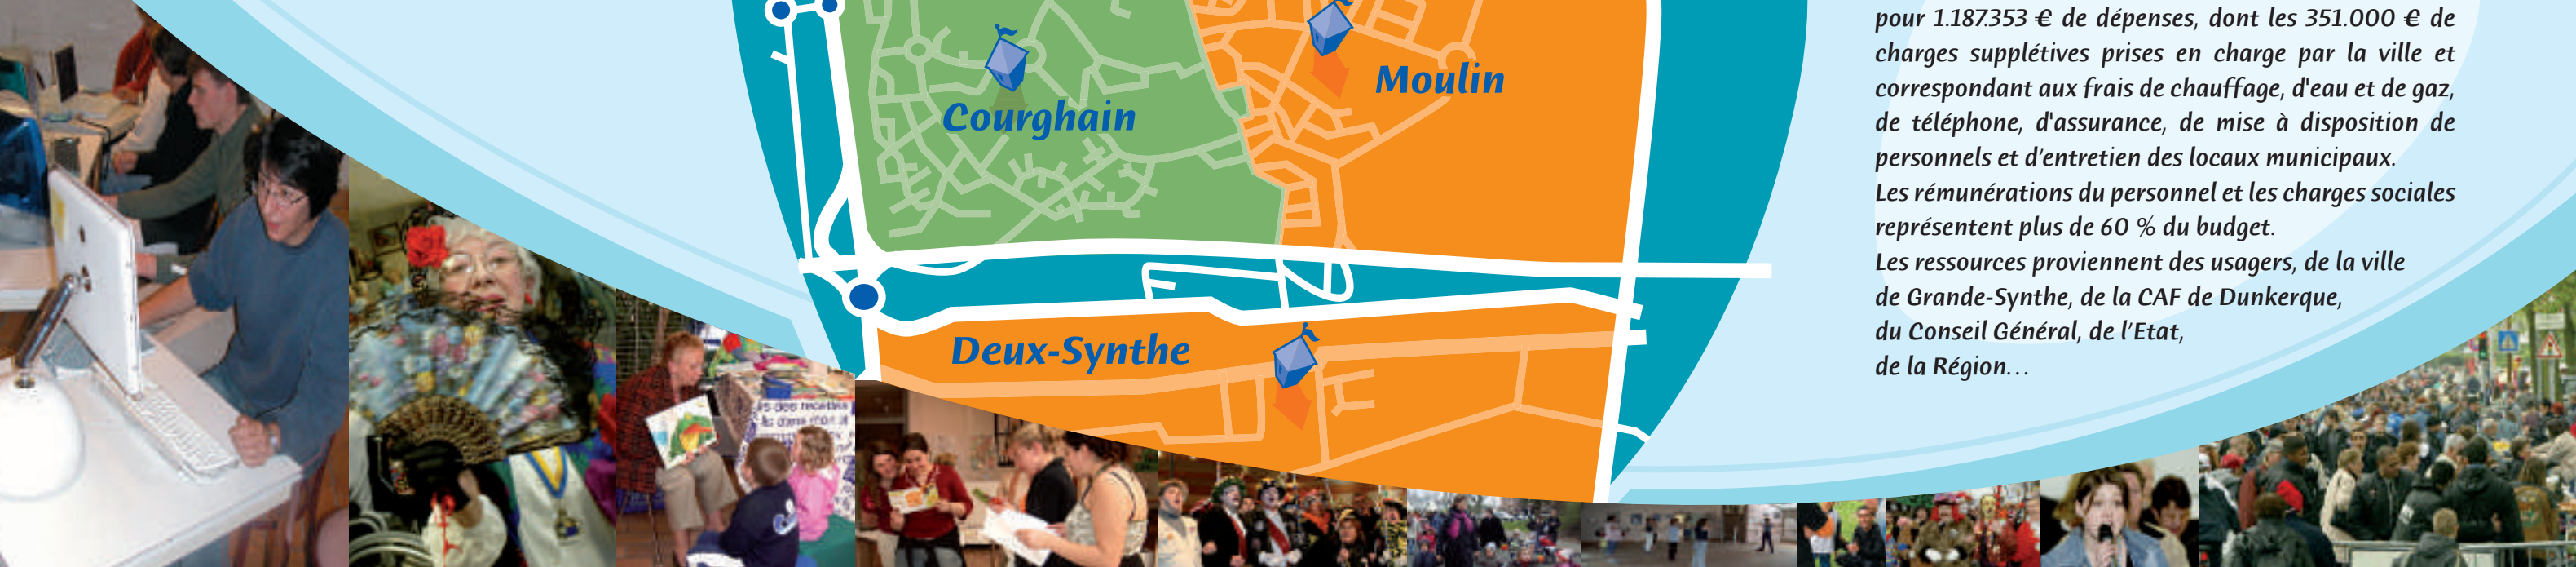 pour 1.187.353 € de dépenses, dont les 351.000 € de
charges supplétives prises en charge par la ville et
correspondant aux frais de chauffage, d'eau et de gaz,
de téléphone, d'assurance, de mise à disposition de
personnels et d'entretien des locaux municipaux.
Les rémunérations du personnel et les charges sociales
représentent plus de 60 % du budget.
Les ressources proviennent des usagers, de la ville
de Grande-Synthe, de la CAF de Dunkerque,
du Conseil Général, de l'Etat,
de la Région...
Moulin
Courghain
Deux-Synthe
des recettes